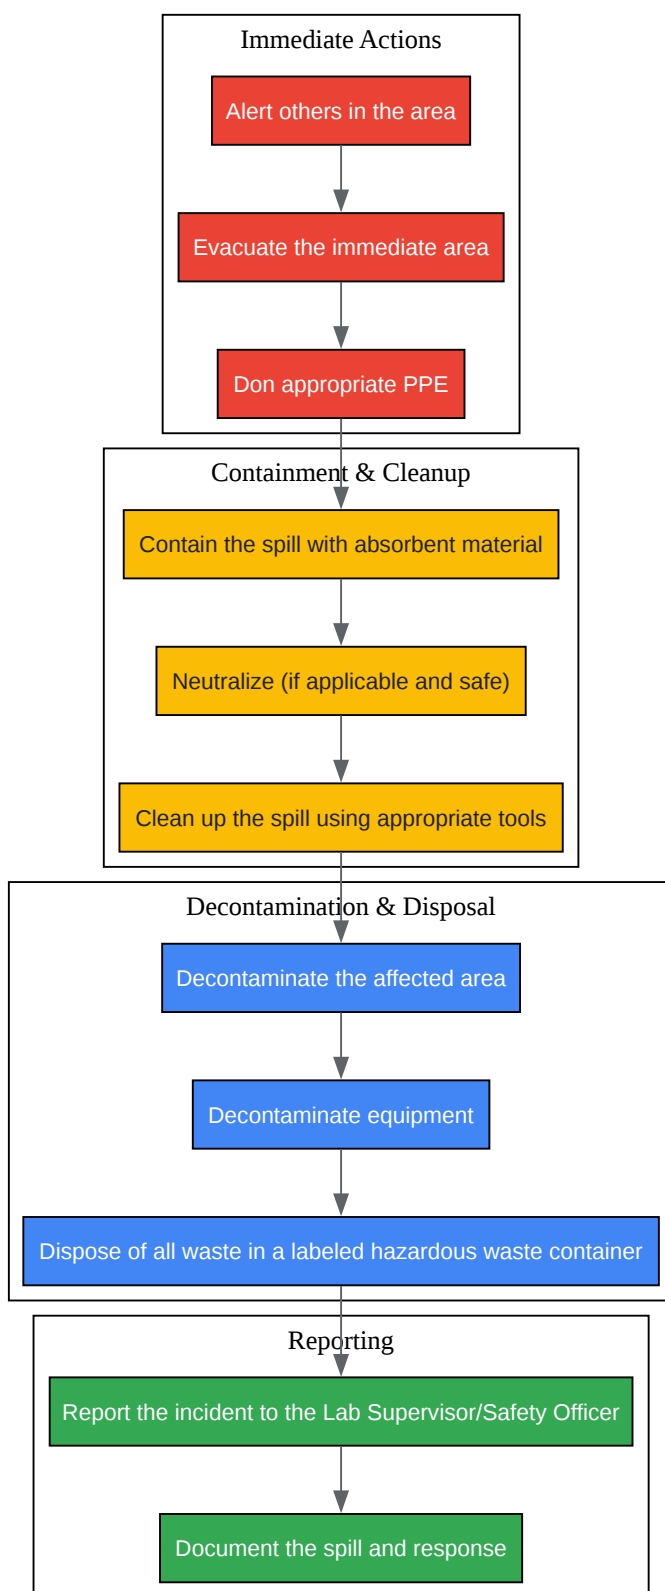 Immediate Actions
Alert others in the area
Evacuate the immediate area
Don appropriate PPE
Containment & Cleanup
Contain the spill with absorbent material
Neutralize (if applicable and safe)
Clean up the spill using appropriate tools
Decontamination & Disposal
Decontaminate the affected area
Decontaminate equipment
Dispose of all waste in a labeled hazardous waste container
Reporting
Report the incident to the Lab Supervisor/Safety Officer
Document the spill and response